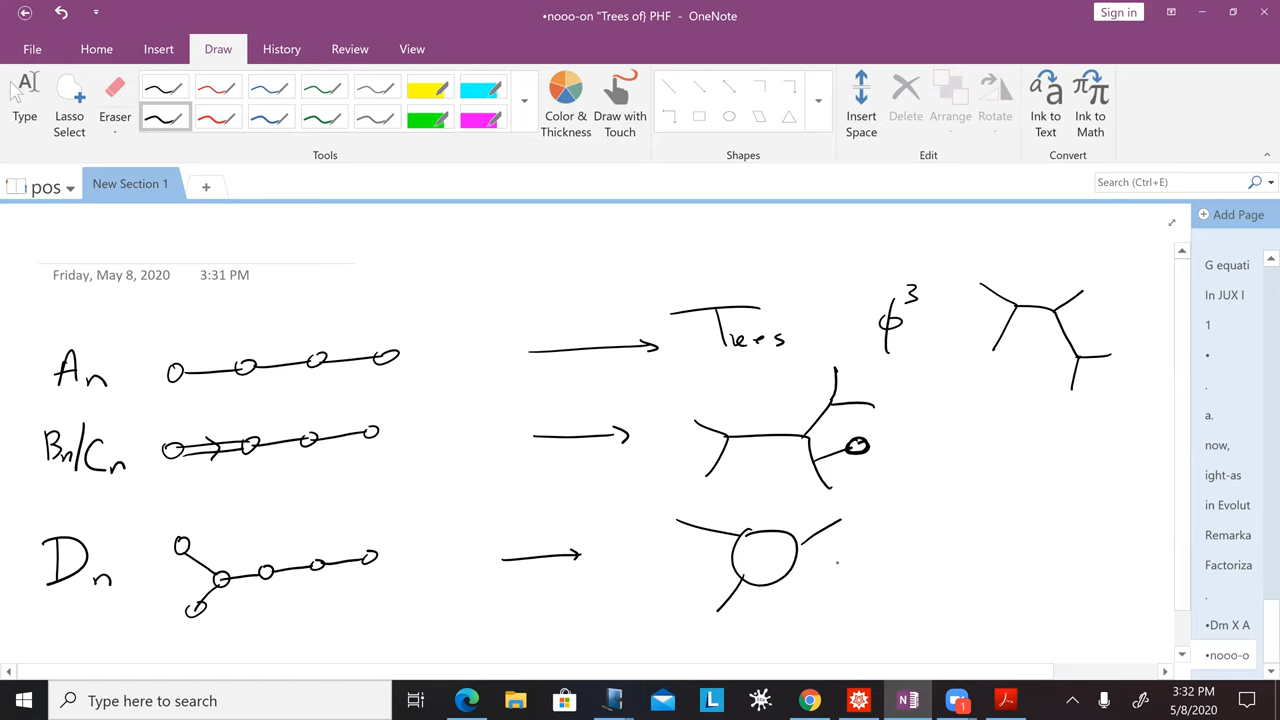 •nooo-on "Trees of} PHF - OneNote
Sign in
File Home Insert Draw History Review View
Type
Lasso Select
Eraser
Color & Thickness
Draw with Touch
Insert Space
Delete
Arrange
Rotate
Ink to Text
Ink to Math
Tools
Shapes
Edit
Convert
pos
New Section 1
Search (Ctrl+E)
Add Page
Friday, May 8, 2020 3:31 PM
Trees ϕ³
Aₙ
Bₙ/Cₙ
Dₙ
G equati
In JUX l
1
•
.
a.
now,
ight-as
in Evolut
Remarka
Factoriza
.
•Dm X A
•nooo-o
Type here to search
3:32 PM
5/8/2020